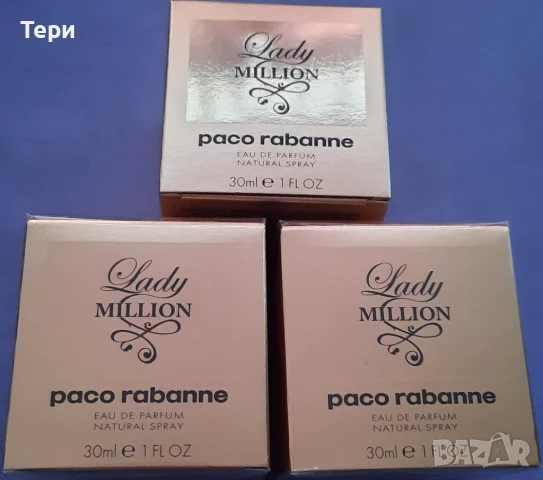 Тери
Lady
MILLION
paco rabanne
EAU DE PARFUM
NATURAL SPRAY
30ml e 1 FL OZ
Lady
MILLION
paco rabanne
EAU DE PARFUM
NATURAL SPRAY
30ml e 1 FL OZ
Lady
MILLION
paco rabanne
EAU DE PARFUM
NATURAL SPRAY
30ml e 1 FL OZ
BAZAR